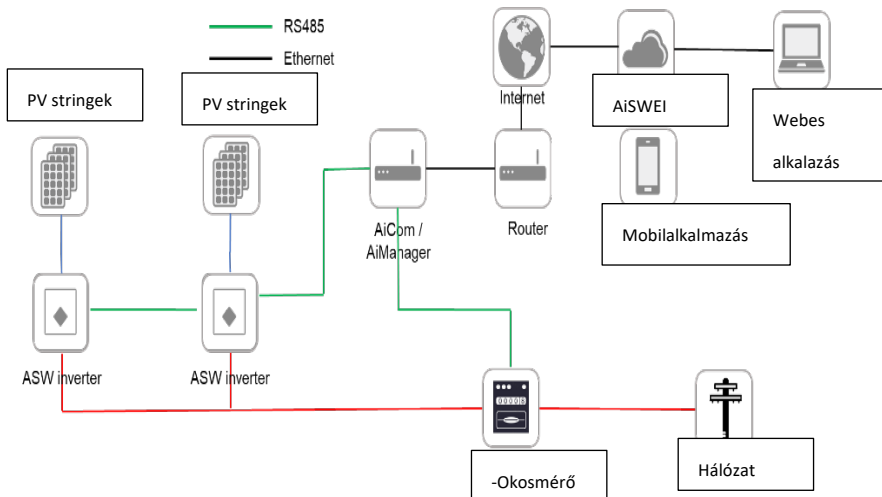 RS485
Ethernet
PV stringek
PV stringek
Internet
AiSWEI
Webes
alkalazás
AiCom /
AiManager
Router
Mobilalkalmazás
ASW inverter
ASW inverter
00006
-Okosmérő
Hálózat